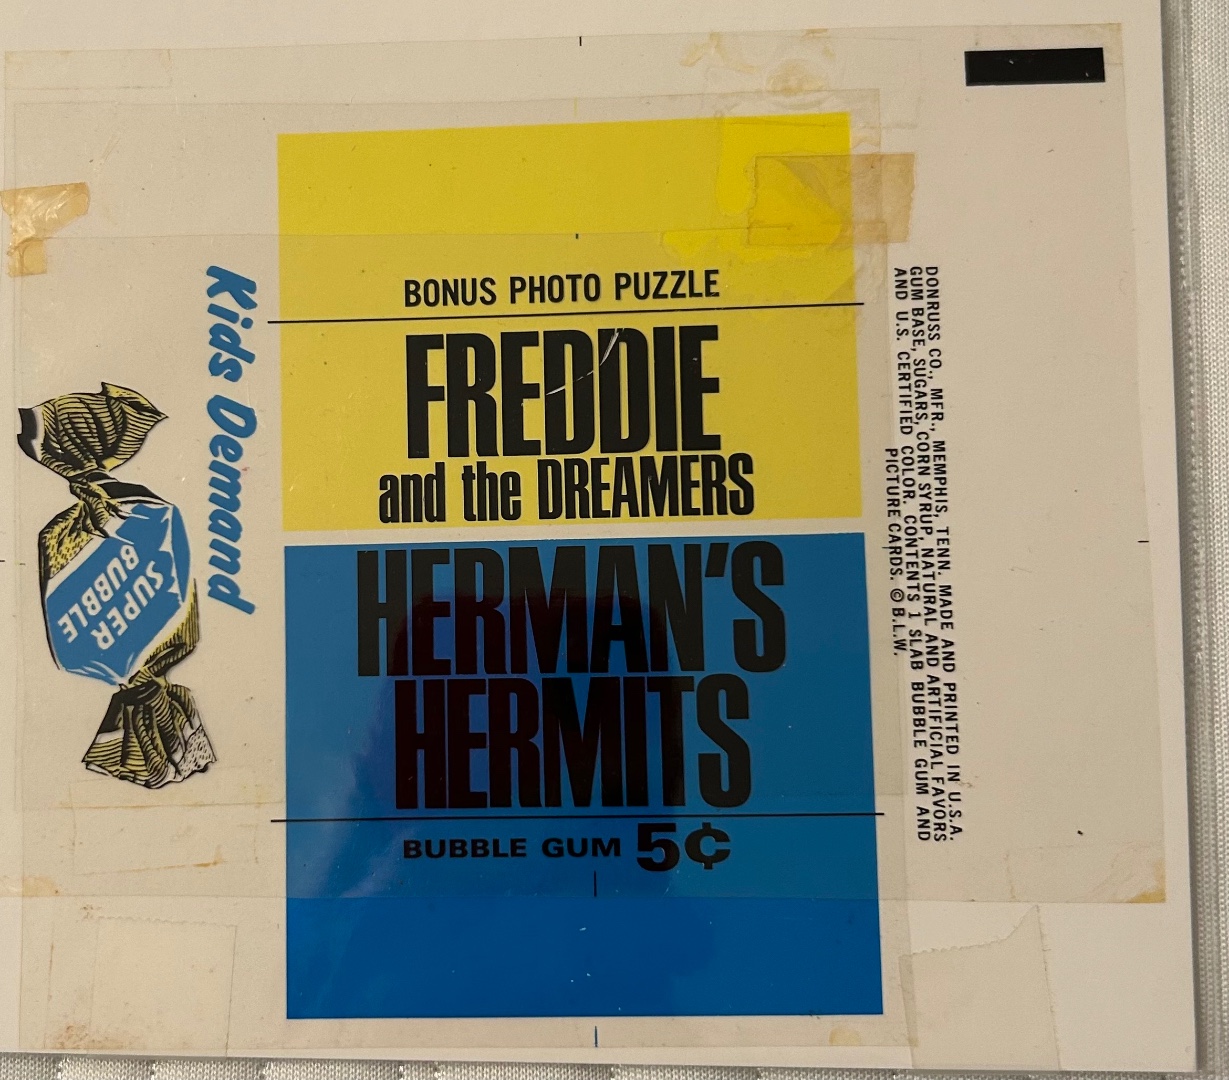 BONUS PHOTO PUZZLE
FREDDIE
and the DREAMERS
HERMAN'S
HERMITS
BUBBLE GUM 5¢
Kids Demand
SUPER
BUBBLE
DONRUSS CO., MFR., MEMPHIS, TENN. MADE AND PRINTED IN U.S.A.
GUM BASE, SUGARS, CORN SYRUP, NATURAL AND ARTIFICIAL FAVORS
AND U.S. CERTIFIED COLOR. CONTENTS 1 SLAB BUBBLE GUM AND
PICTURE CARDS. © B.L.W.